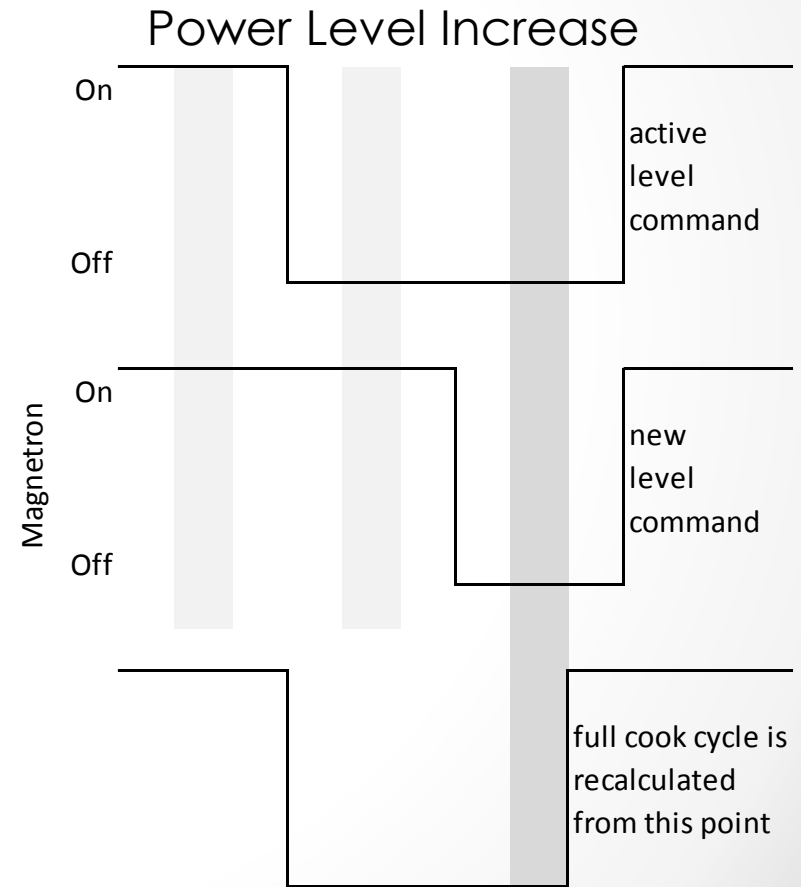 Power Level Increase
On
active
level
command
Off
Magnetron
On
new
level
command
Off
full cook cycle is
recalculated
from this point